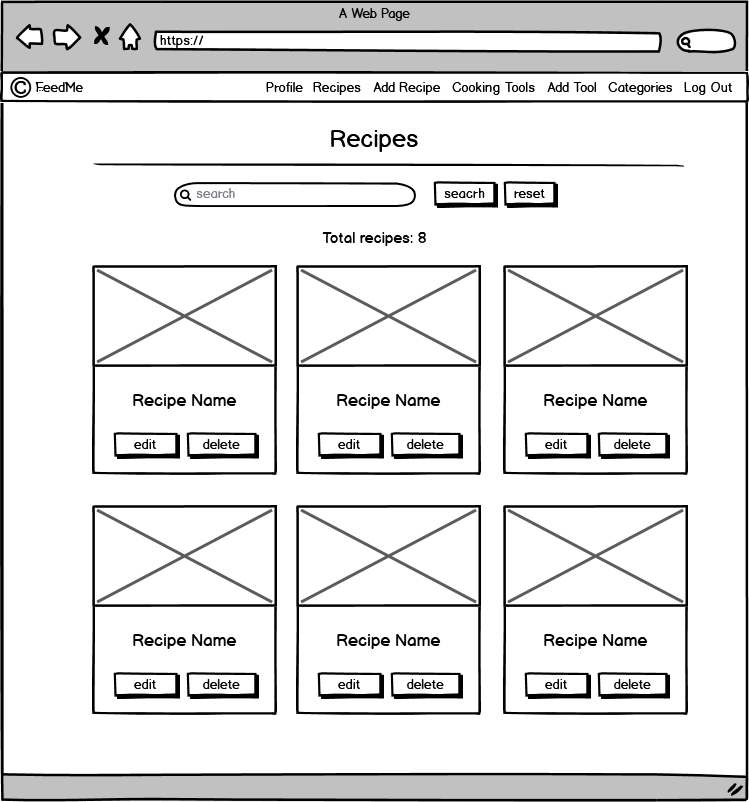 A Web Page
https://
© FeedMe Profile Recipes Add Recipe Cooking Tools Add Tool Categories Log Out
Recipes
search seacrh reset
Total recipes: 8
Recipe Name Recipe Name Recipe Name
edit delete edit delete edit delete
Recipe Name Recipe Name Recipe Name
edit delete edit delete edit delete